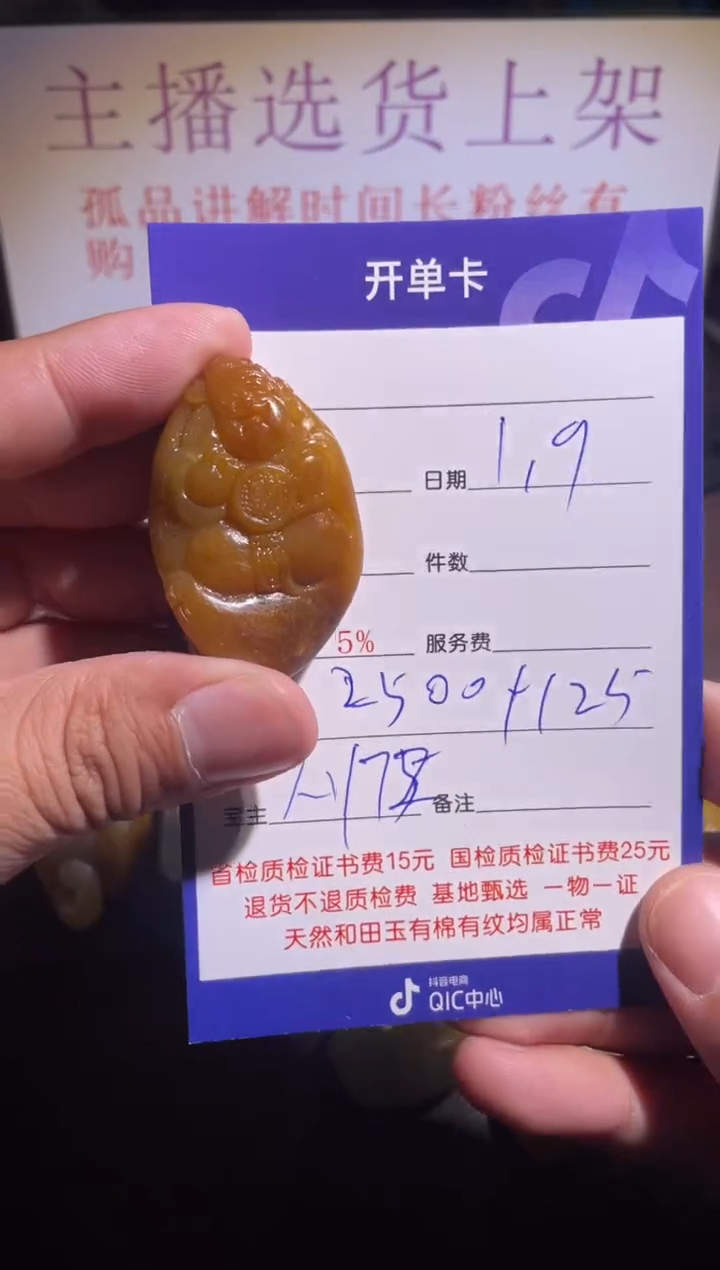 主播选货上架
孤品讲解时间长粉丝有
购
开单卡
日期 1.9
件数
5% 服务费
2500+125
宝主 备注
省检质检证书费15元 国检质检证书费25元
退货不退质检费 基地甄选 一物一证
天然和田玉有棉有纹均属正常
抖音电商
QIC中心